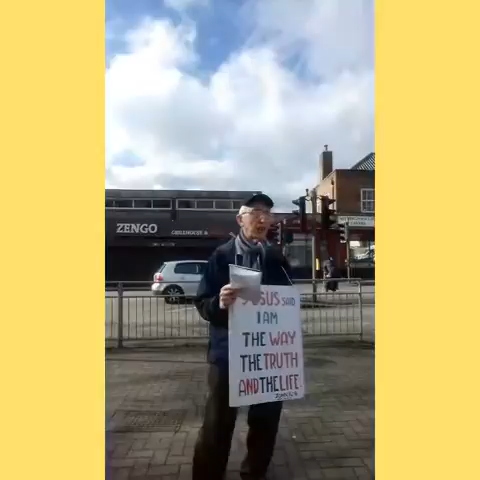 ZENGO
JESUS SAID
I AM
THE WAY
THE TRUTH
AND THE LIFE